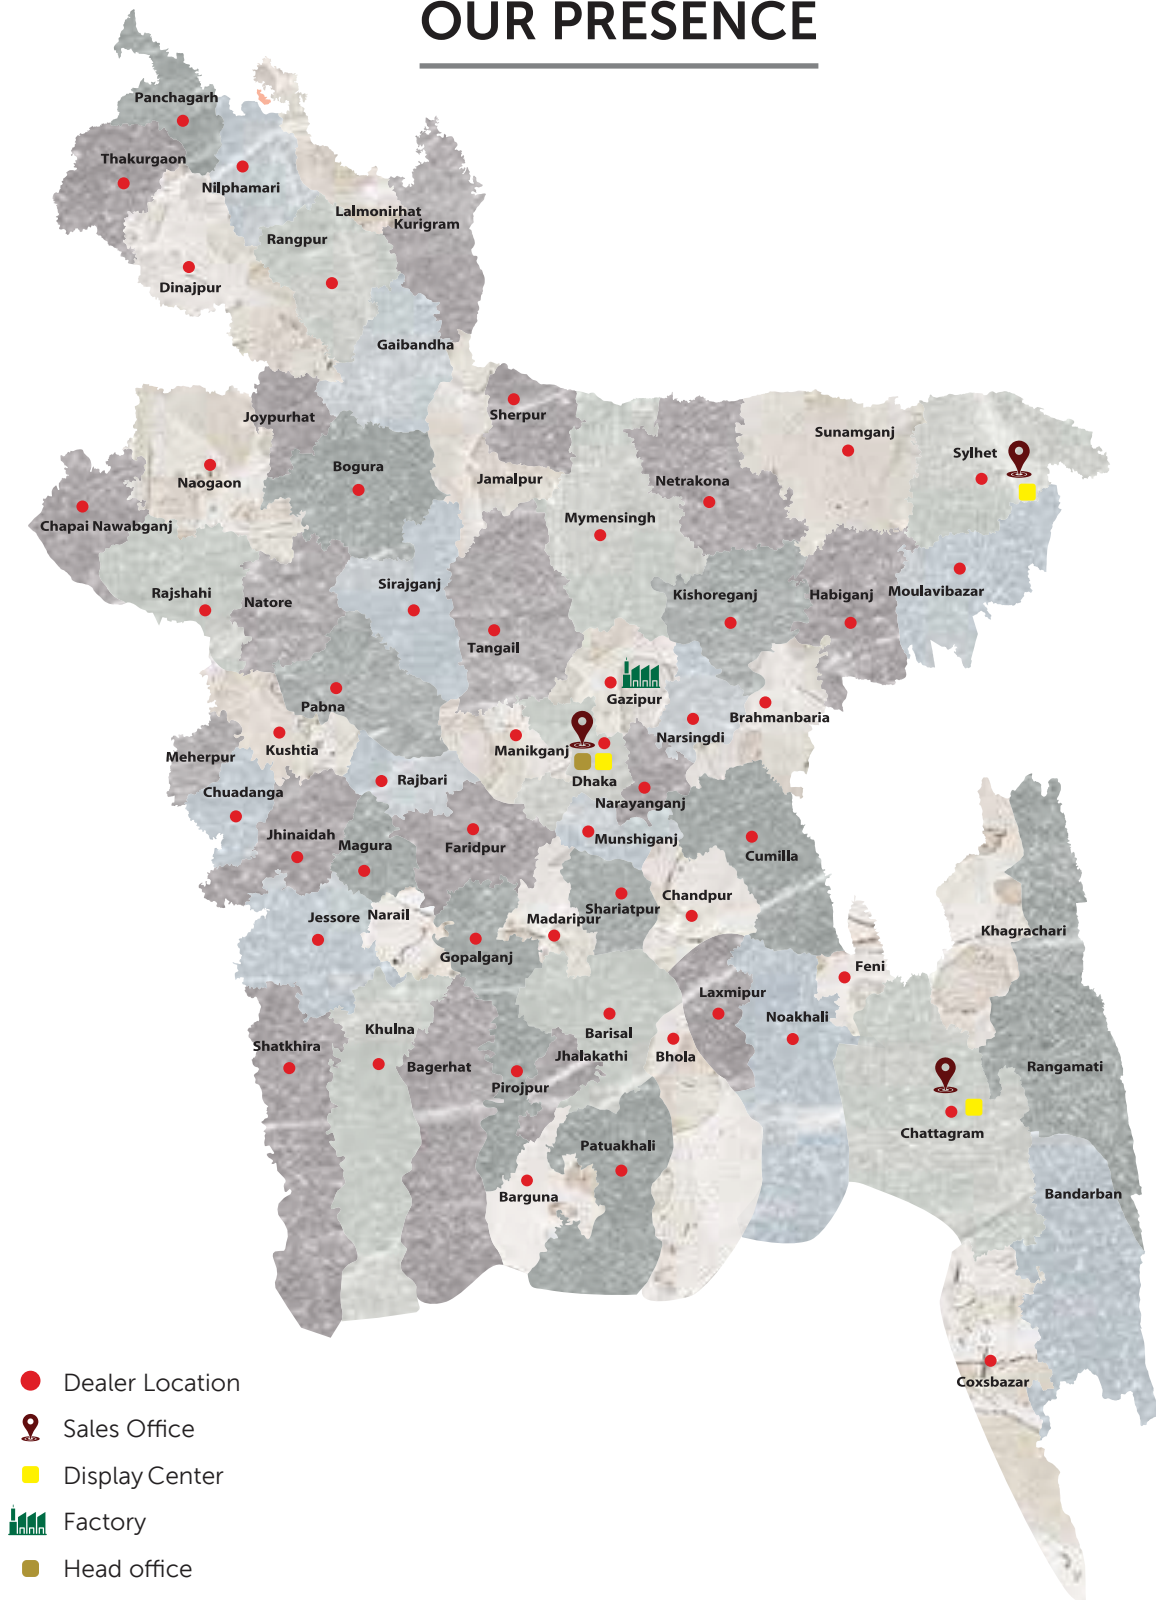 OUR PRESENCE
Panchagarh
Thakurgaon
Nilphamari
Lalmonirhat
Kurigram
Rangpur
Dinajpur
Gaibandha
Joypurhat
Sherpur
Sunamganj
Sylhet
Naogaon
Bogura
Jamalpur
Netrakona
Chapai Nawabganj
Mymensingh
Rajshahi
Natore
Sirajganj
Kishoreganj
Habiganj
Moulavibazar
Tangail
Gazipur
Pabna
Brahmanbaria
Narsingdi
Kushtia
Manikganj
Meherpur
Rajbari
Dhaka
Chuadanga
Narayanganj
Jhinaidah
Magura
Faridpur
Munshiganj
Cumilla
Chandpur
Jessore
Narail
Madaripur
Shariatpur
Khagrachari
Gopalganj
Feni
Laxmipur
Noakhali
Khulna
Barisal
Shatkhira
Bagerhat
Jhalakathi
Bhola
Pirojpur
Rangamati
Chattagram
Patuakhali
Barguna
Bandarban
Coxsbazar
Dealer Location
Sales Office
Display Center
Factory
Head office